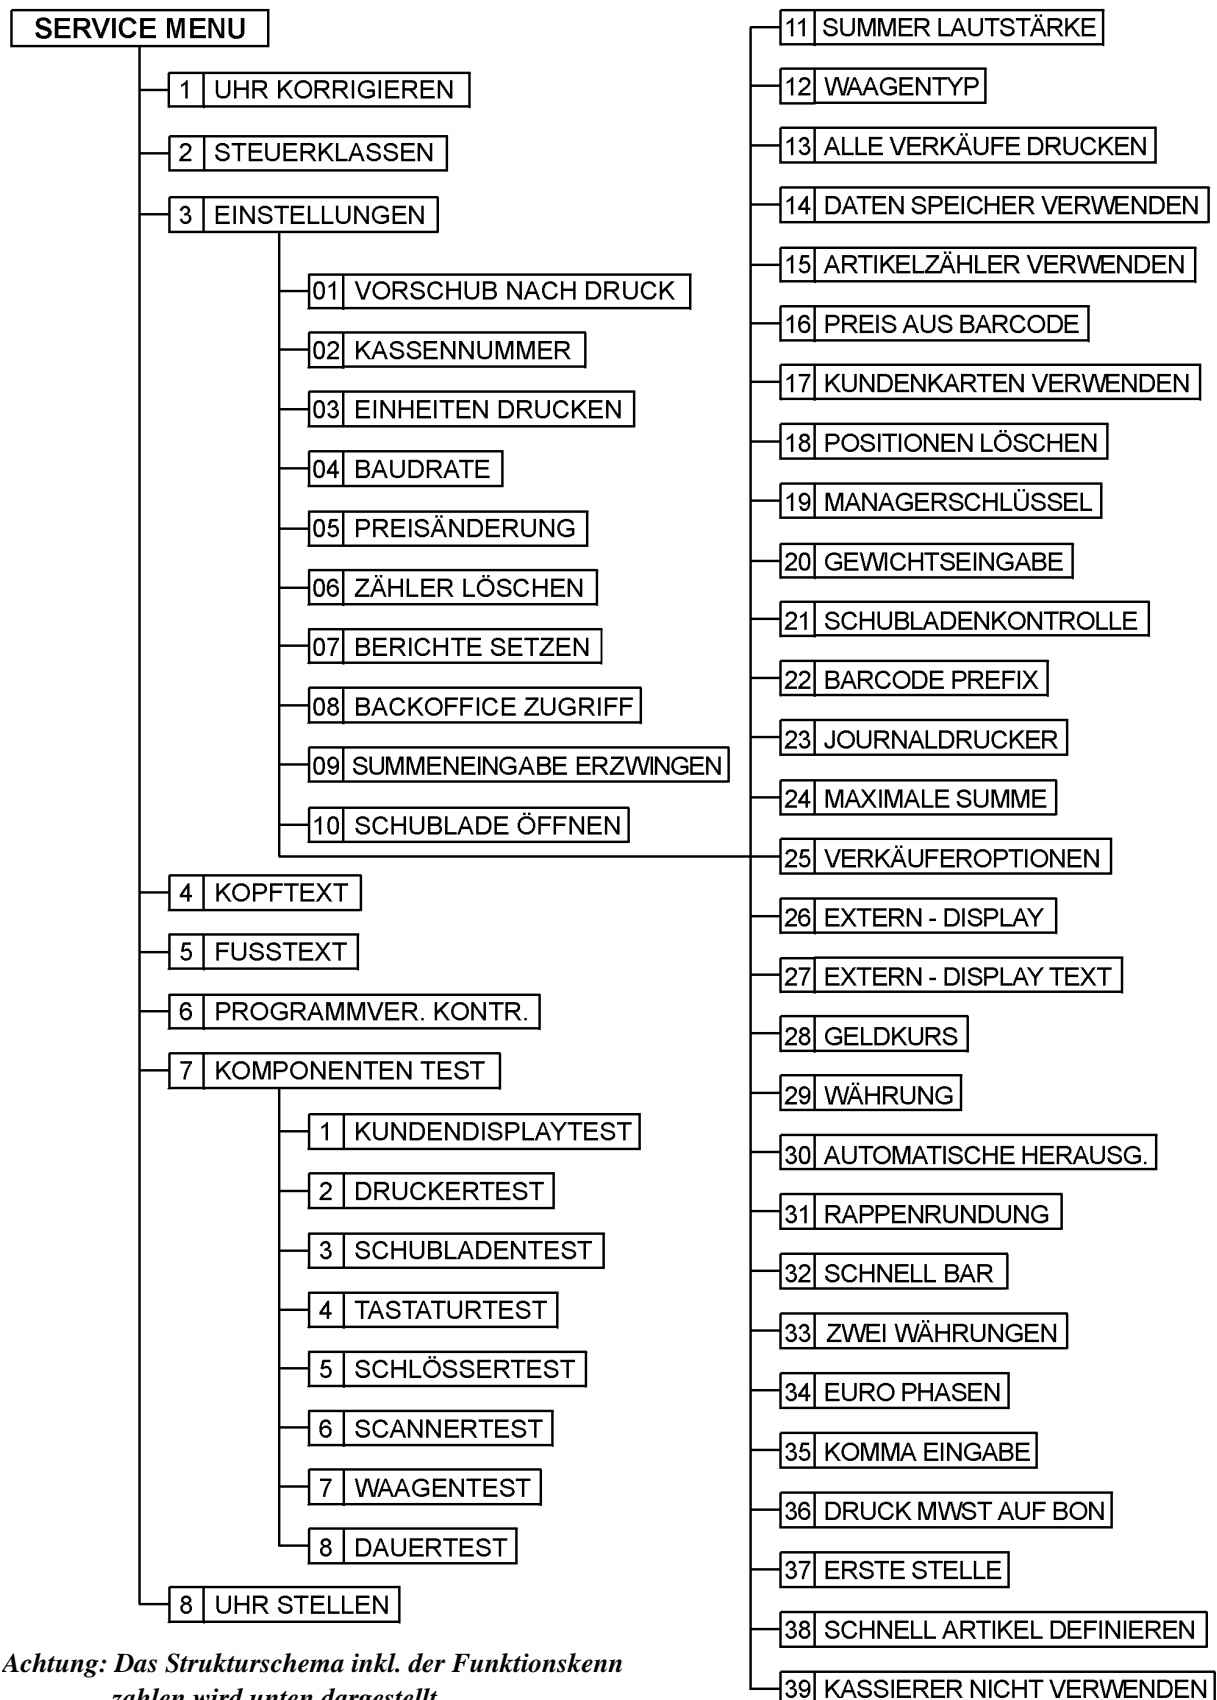 SERVICE MENU
1 UHR KORRIGIEREN
2 STEUERKLASSEN
3 EINSTELLUNGEN
01 VORSCHUB NACH DRUCK
02 KASSENNUMMER
03 EINHEITEN DRUCKEN
04 BAUDRATE
05 PREISÄNDERUNG
06 ZÄHLER LÖSCHEN
07 BERICHTE SETZEN
08 BACKOFFICE ZUGRIFF
09 SUMMENEINGABE ERZWINGEN
10 SCHUBLADE ÖFFNEN
11 SUMMER LAUTSTÄRKE
12 WAAGENTYP
13 ALLE VERKÄUFE DRUCKEN
14 DATEN SPEICHER VERWENDEN
15 ARTIKELZÄHLER VERWENDEN
16 PREIS AUS BARCODE
17 KUNDENKARTEN VERWENDEN
18 POSITIONEN LÖSCHEN
19 MANAGERSCHLÜSSEL
20 GEWICHTSEINGABE
21 SCHUBLADENKONTROLLE
22 BARCODE PREFIX
23 JOURNALDRUCKER
24 MAXIMALE SUMME
25 VERKÄUFEROPTIONEN
26 EXTERN - DISPLAY
27 EXTERN - DISPLAY TEXT
28 GELDKURS
29 WÄHRUNG
30 AUTOMATISCHE HERAUSG.
31 RAPPENRUNDUNG
32 SCHNELL BAR
33 ZWEI WÄHRUNGEN
34 EURO PHASEN
35 KOMMA EINGABE
36 DRUCK MWST AUF BON
37 ERSTE STELLE
38 SCHNELL ARTIKEL DEFINIEREN
39 KASSIERER NICHT VERWENDEN
4 KOPFTEXT
5 FUSSTEXT
6 PROGRAMMVER. KONTR.
7 KOMPONENTEN TEST
1 KUNDENDISPLAYTEST
2 DRUCKERTEST
3 SCHUBLADENTEST
4 TASTATURTEST
5 SCHLÖSSERTEST
6 SCANNERTEST
7 WAAGENTEST
8 DAUERTEST
8 UHR STELLEN
Achtung: Das Strukturschema inkl. der Funktionskenn
zahlen wird unten dargestellt